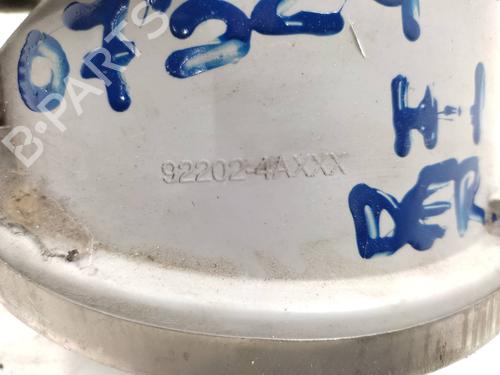 92202-4AXXX
H-1
DER
B-PARTS